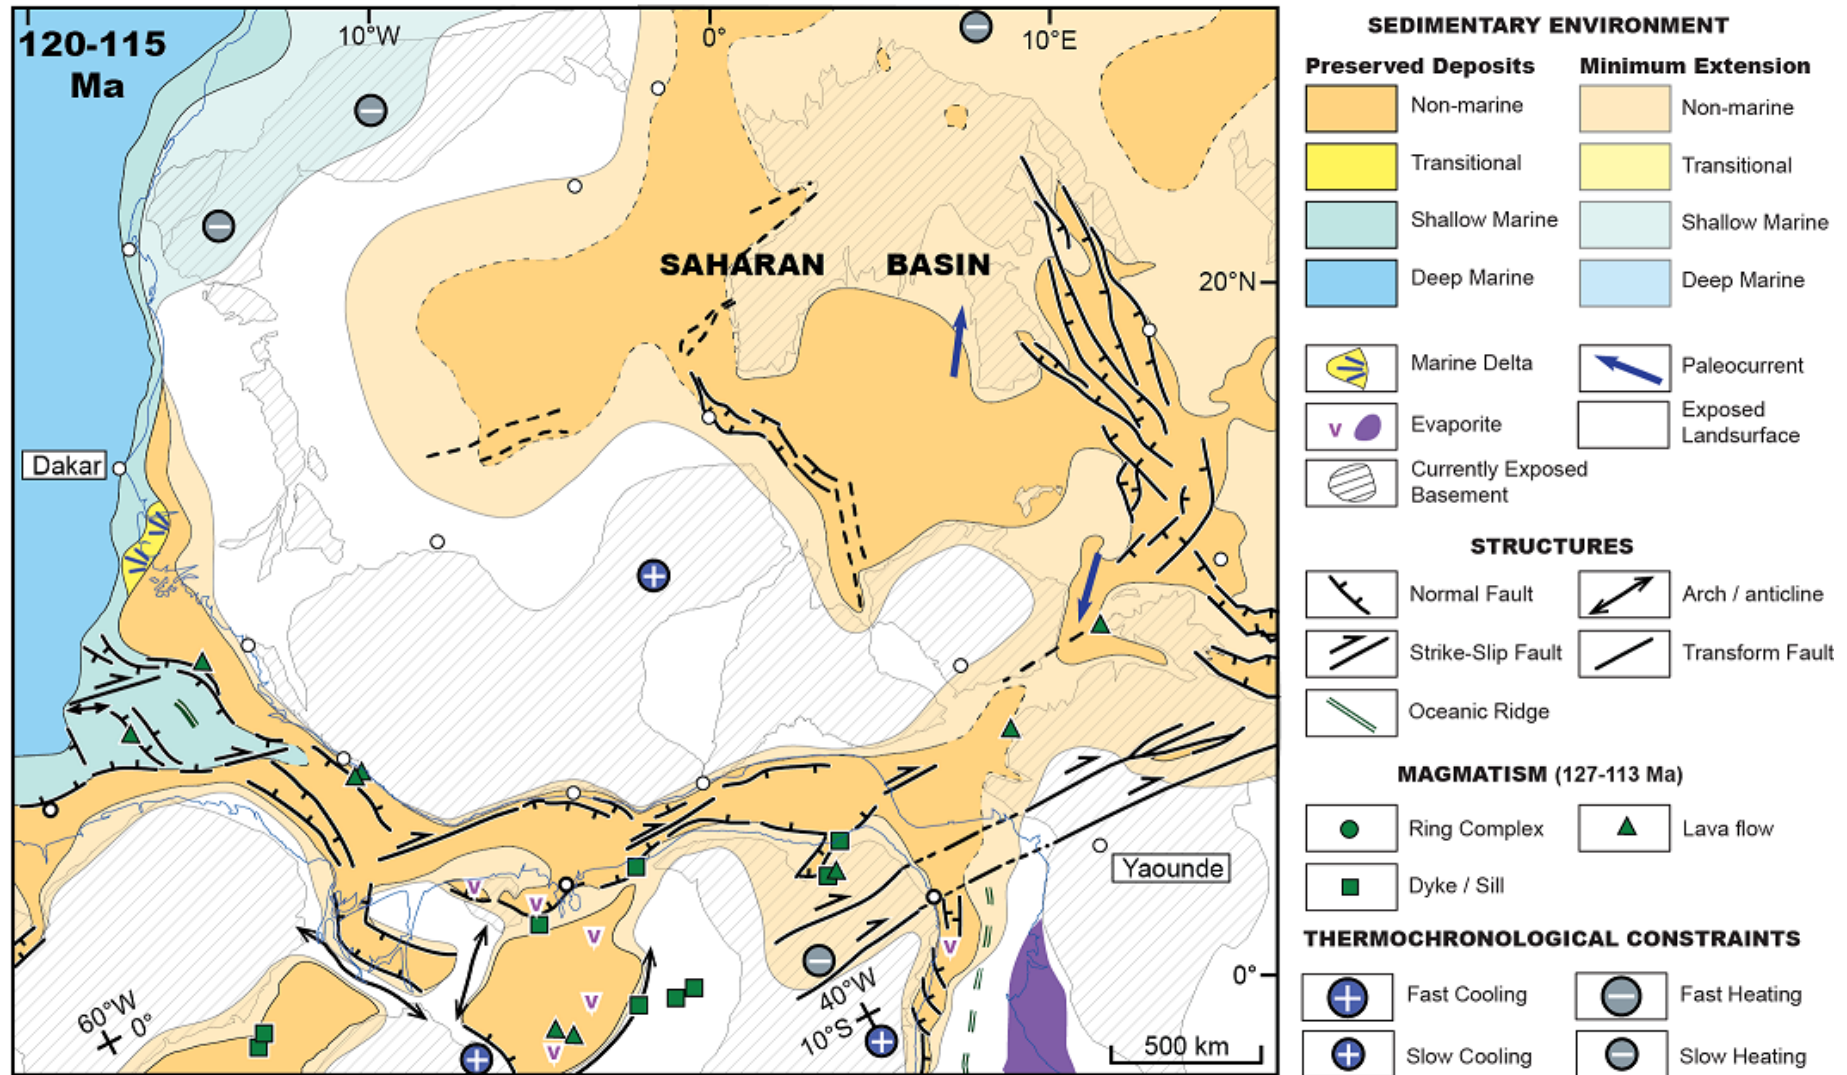 120-115
Ma
10°W
0°
10°E
SAHARAN BASIN
20°N
Dakar
Yaounde
0°
60°W
0°
40°W
10°S
500 km
v
v
v
v
v
v
SEDIMENTARY ENVIRONMENT
Preserved Deposits
Minimum Extension
Non-marine
Non-marine
Transitional
Transitional
Shallow Marine
Shallow Marine
Deep Marine
Deep Marine
Marine Delta
Paleocurrent
v
Evaporite
Exposed
Landsurface
Currently Exposed
Basement
STRUCTURES
Normal Fault
Arch / anticline
Strike-Slip Fault
Transform Fault
Oceanic Ridge
MAGMATISM (127-113 Ma)
Ring Complex
Lava flow
Dyke / Sill
THERMOCHRONOLOGICAL CONSTRAINTS
Fast Cooling
Fast Heating
Slow Cooling
Slow Heating